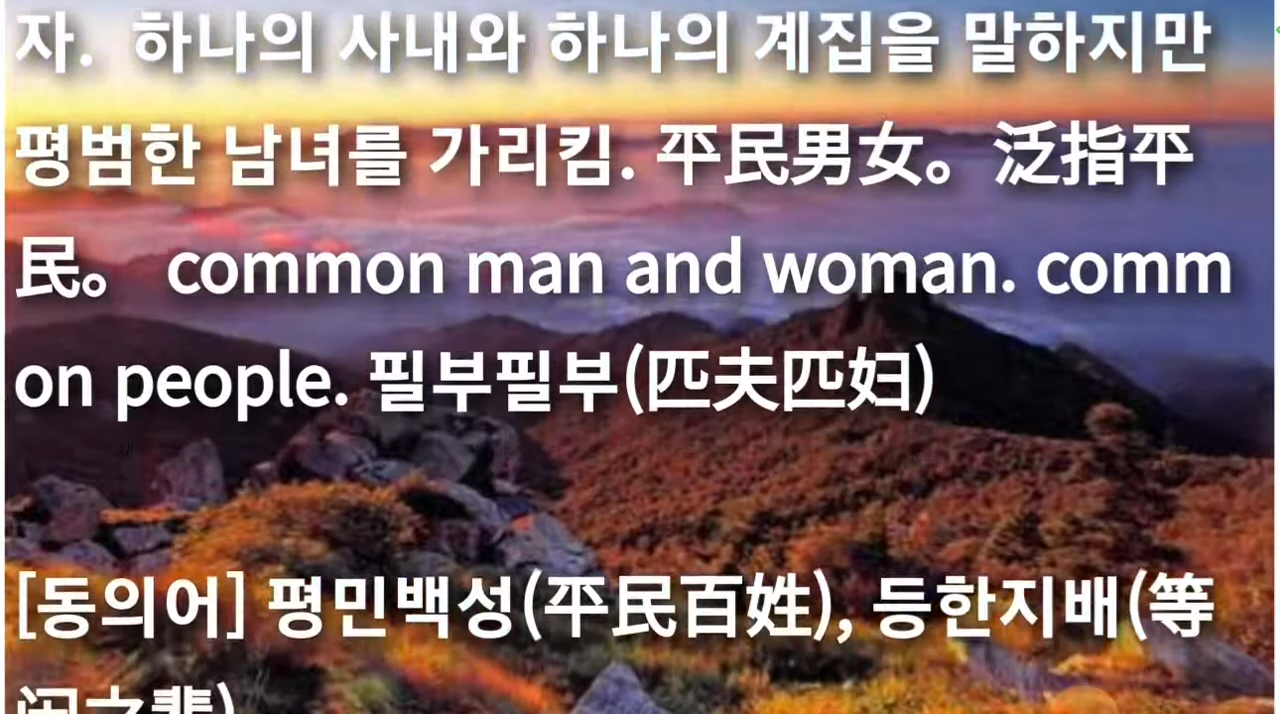 자. 하나의 사내와 하나의 계집을 말하지만
평범한 남녀를 가리킴. 平民男女。泛指平
民。 common man and woman. comm
on people. 필부필부(匹夫匹妇)
[동의어] 평민백성(平民百姓), 등한지배(等
闲之辈)